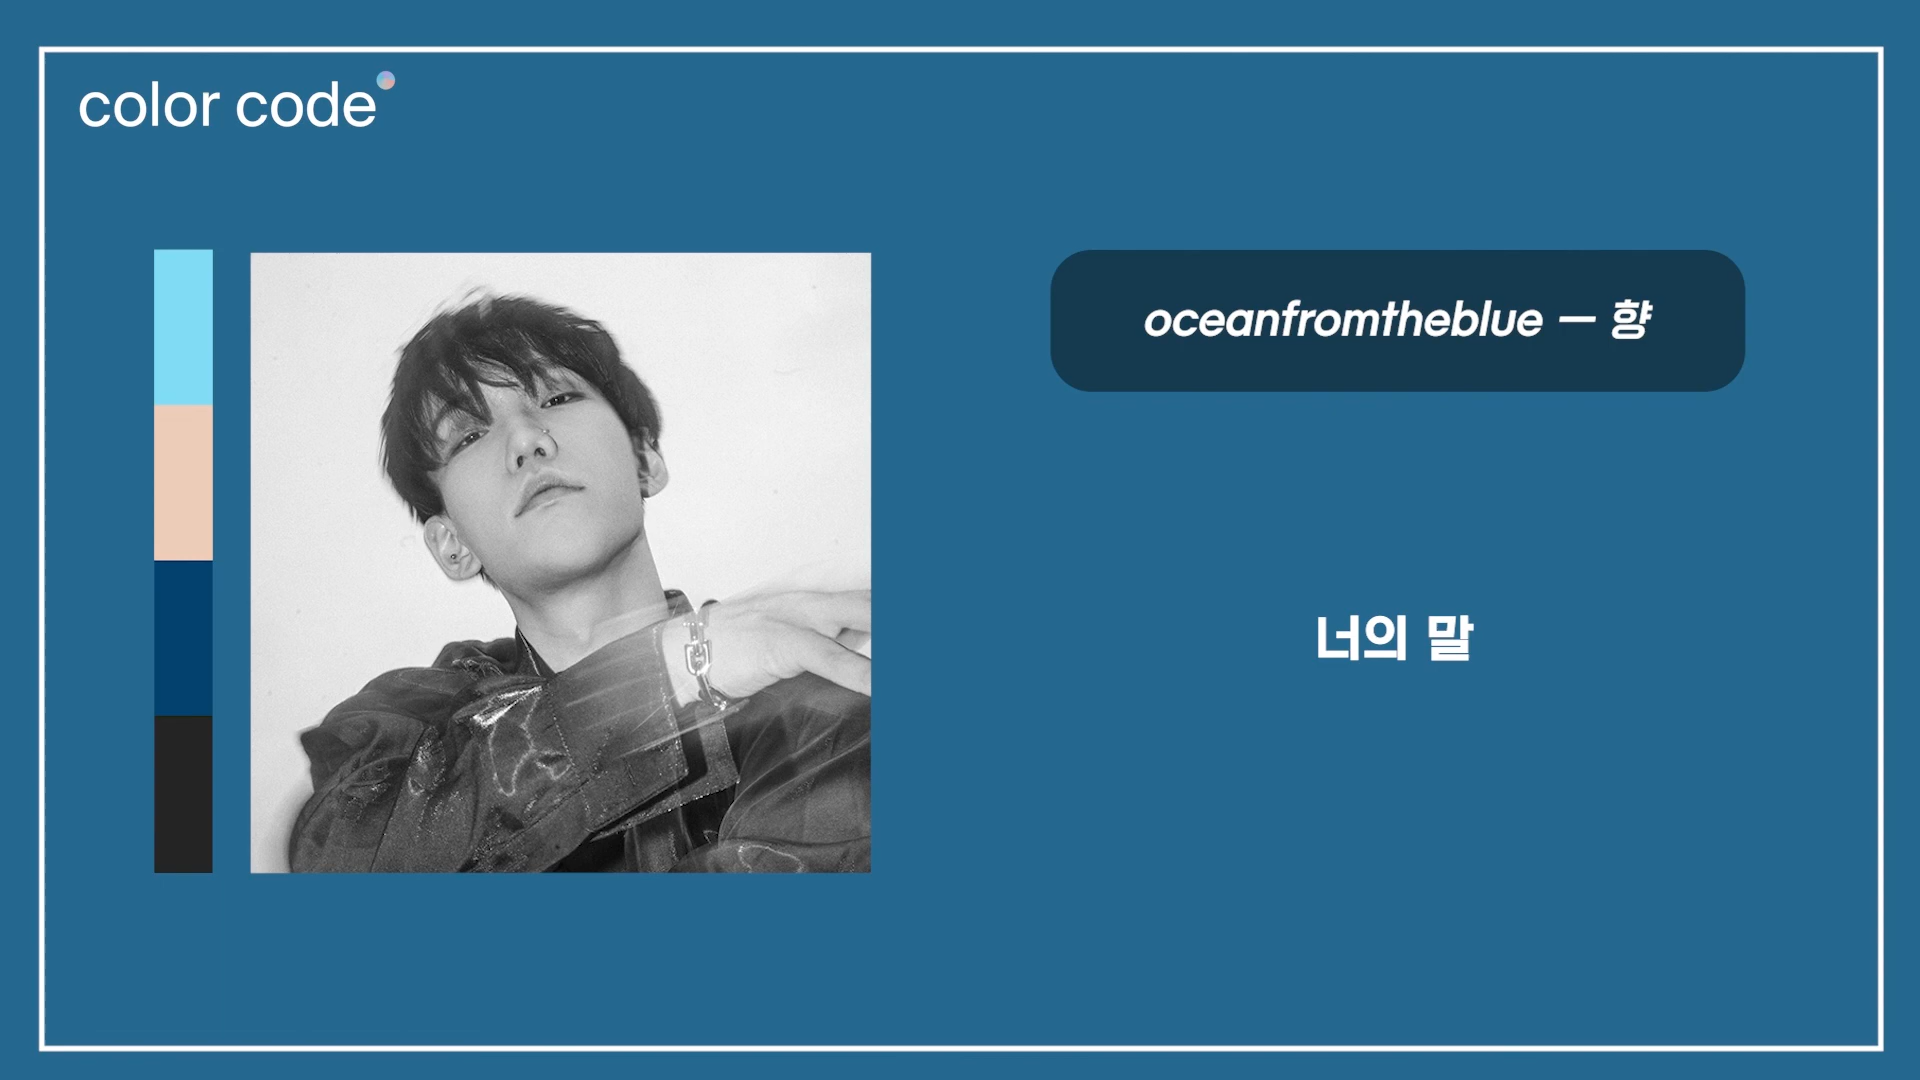 color code
oceanfromtheblue — 향
너의 말